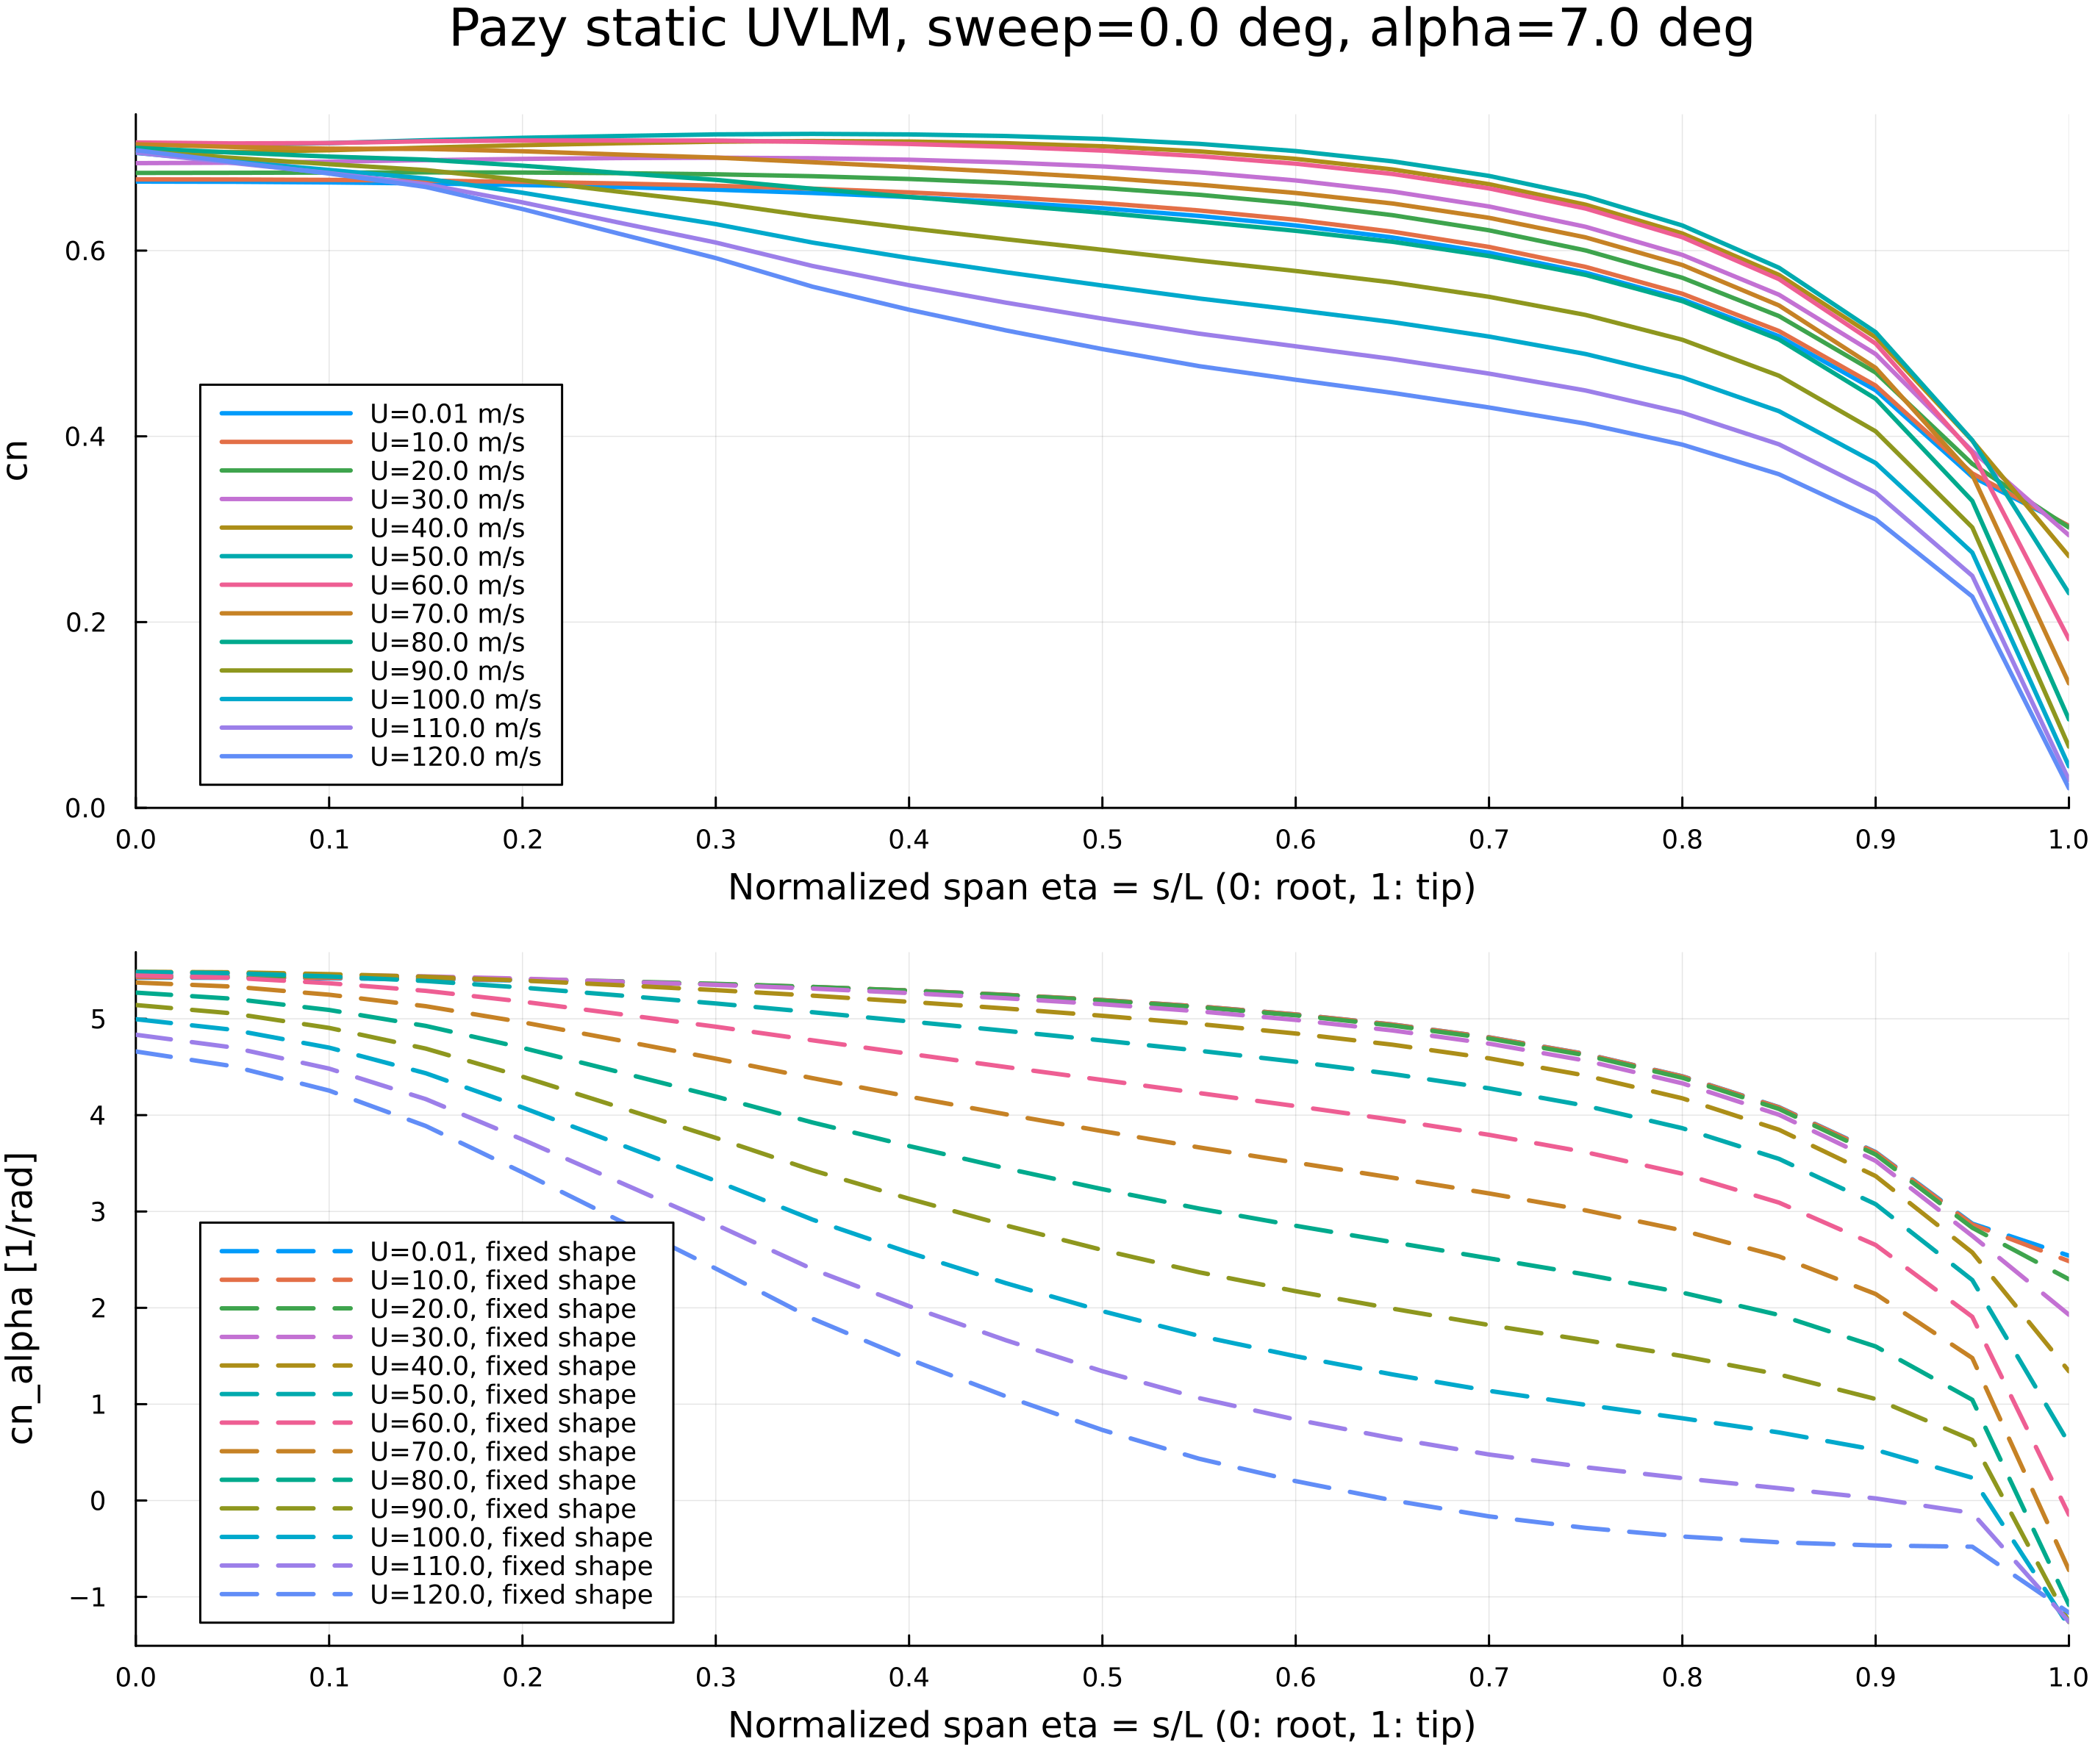 Pazy static UVLM, sweep=0.0 deg, alpha=7.0 deg
cn
0.6
0.4
0.2
0.0
U=0.01 m/s
U=10.0 m/s
U=20.0 m/s
U=30.0 m/s
U=40.0 m/s
U=50.0 m/s
U=60.0 m/s
U=70.0 m/s
U=80.0 m/s
U=90.0 m/s
U=100.0 m/s
U=110.0 m/s
U=120.0 m/s
0.0 0.1 0.2 0.3 0.4 0.5 0.6 0.7 0.8 0.9 1.0
Normalized span eta = s/L (0: root, 1: tip)
cn_alpha [1/rad]
5
4
3
2
1
0
−1
U=0.01, fixed shape
U=10.0, fixed shape
U=20.0, fixed shape
U=30.0, fixed shape
U=40.0, fixed shape
U=50.0, fixed shape
U=60.0, fixed shape
U=70.0, fixed shape
U=80.0, fixed shape
U=90.0, fixed shape
U=100.0, fixed shape
U=110.0, fixed shape
U=120.0, fixed shape
0.0 0.1 0.2 0.3 0.4 0.5 0.6 0.7 0.8 0.9 1.0
Normalized span eta = s/L (0: root, 1: tip)